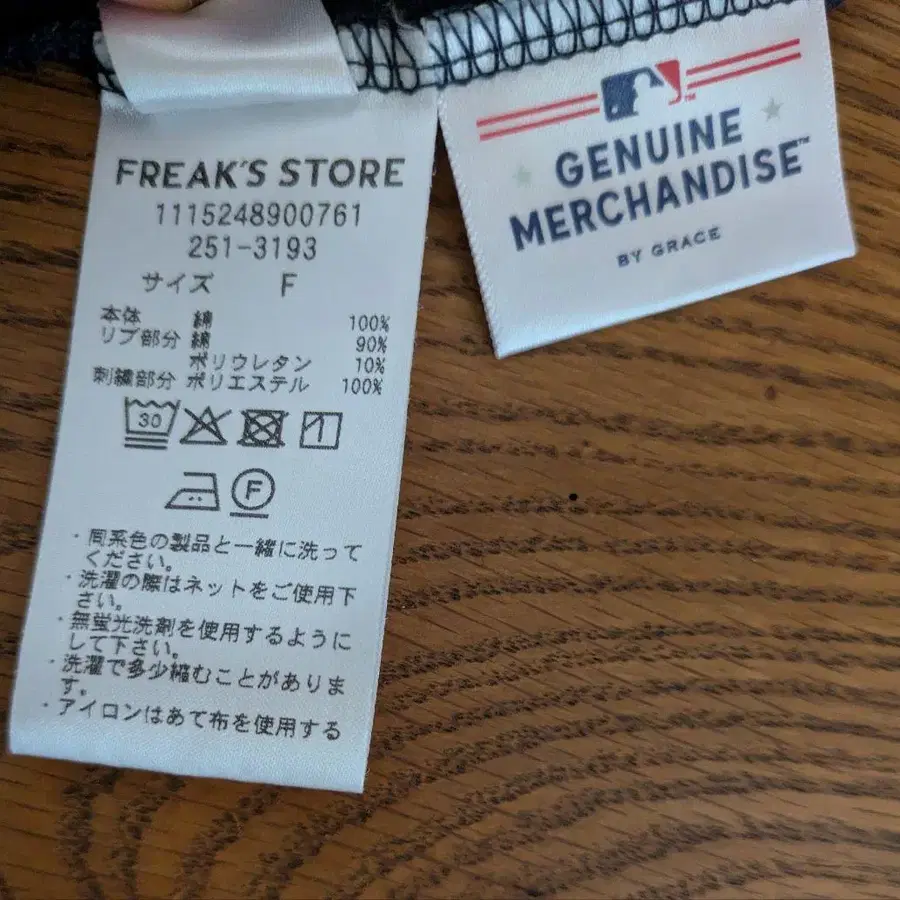 FREAK'S STORE
1115248900761
251-3193
サイズ F
本体 綿 100%
リブ部分 綿 90%
ポリウレタン 10%
刺繍部分 ポリエステル 100%
30
1
F
・同系色の製品と一緒に洗って
ください。
・洗濯の際はネットをご使用下
さい。
・無蛍光洗剤を使用するように
して下さい。
・洗濯で多少縮むことがありま
す。
・アイロンはあて布を使用する
GENUINE
MERCHANDISE™
BY GRACE